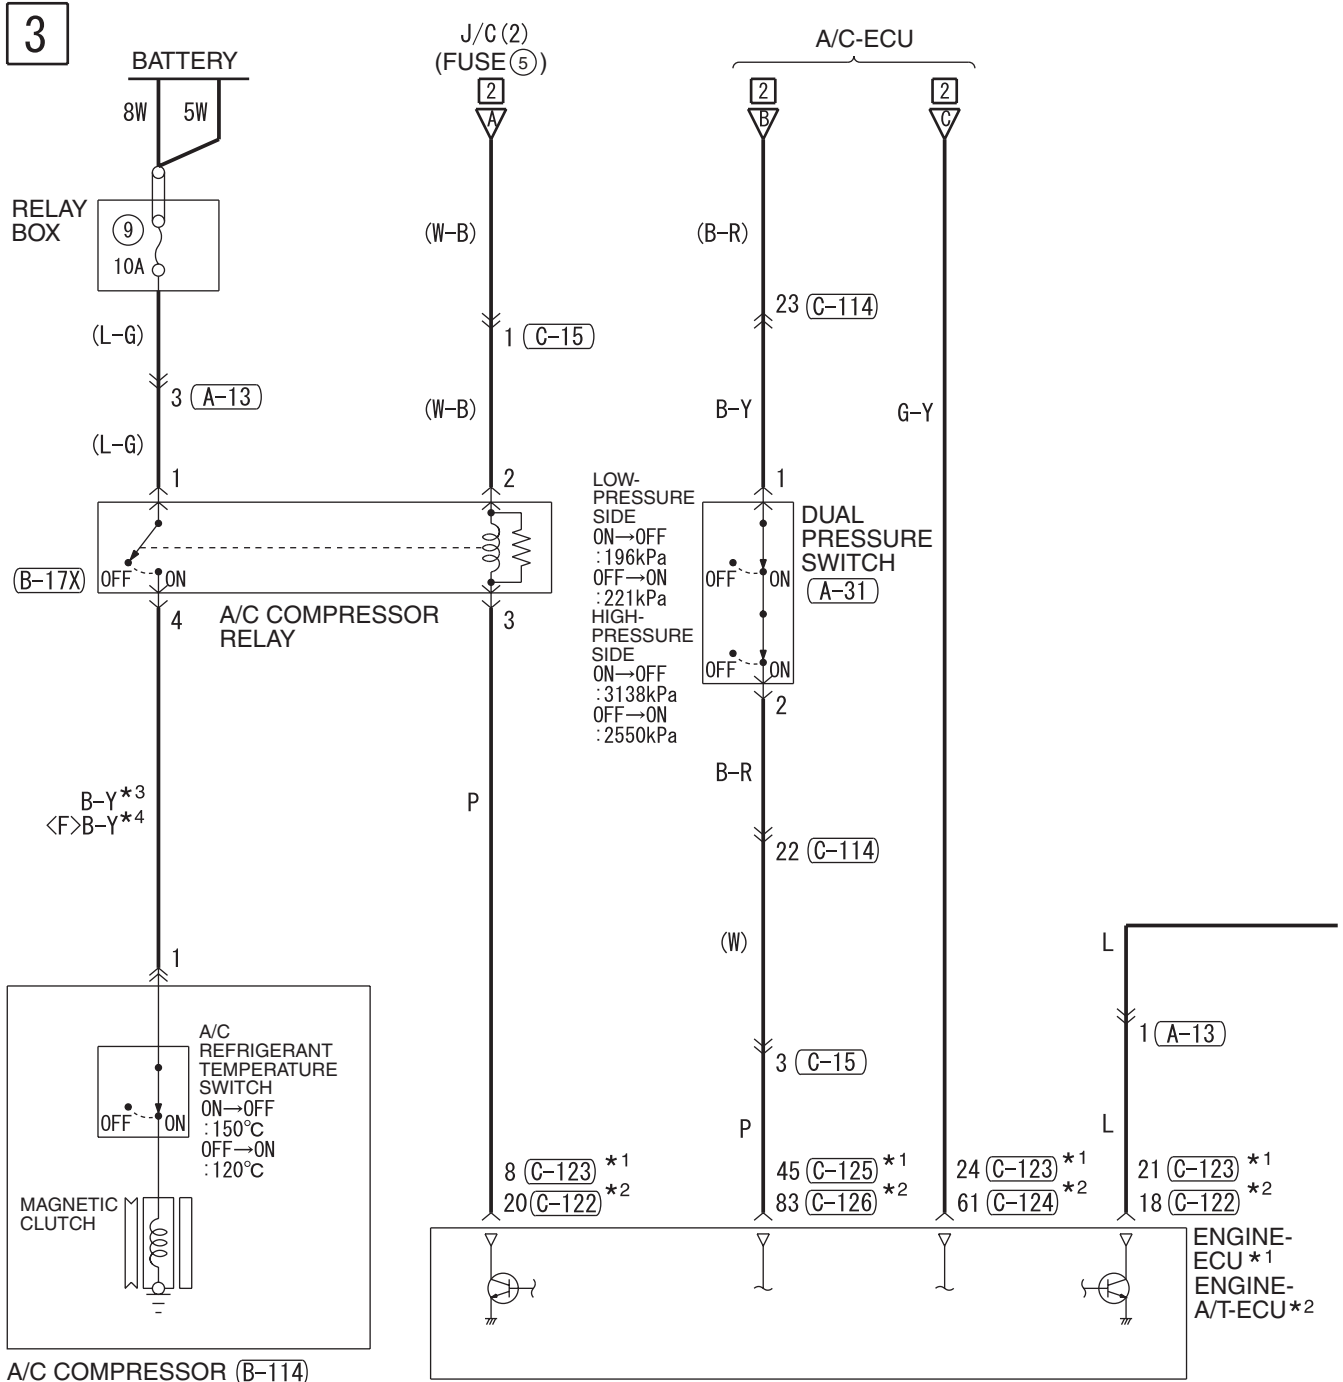 3
BATTERY
8W 5W
RELAY
BOX
9
10A
(L-G)
3 A-13
(L-G)
1
J/C(2)
(FUSE 5)
2
A
(W-B)
1 C-15
(W-B)
2
A/C-ECU
2
B
2
C
(B-R)
23 C-114
B-Y
G-Y
1
B-17X
OFF ON
4
A/C COMPRESSOR
RELAY
3
LOW-
PRESSURE
SIDE
ON→OFF
:196kPa
OFF→ON
:221kPa
HIGH-
PRESSURE
SIDE
ON→OFF
:3138kPa
OFF→ON
:2550kPa
OFF ON
OFF ON
DUAL
PRESSURE
SWITCH
A-31
2
B-Y*3
<F>B-Y*4
P
B-R
22 C-114
(W)
3 C-15
P
L
1 A-13
L
1
A/C
REFRIGERANT
TEMPERATURE
SWITCH
ON→OFF
:150℃
OFF→ON
:120℃
OFF ON
MAGNETIC
CLUTCH
A/C COMPRESSOR B-114
8 C-123 *1
20 C-122 *2
45 C-125 *1
83 C-126 *2
24 C-123 *1
61 C-124 *2
21 C-123 *1
18 C-122 *2
ENGINE-
ECU*1
ENGINE-
A/T-ECU*2